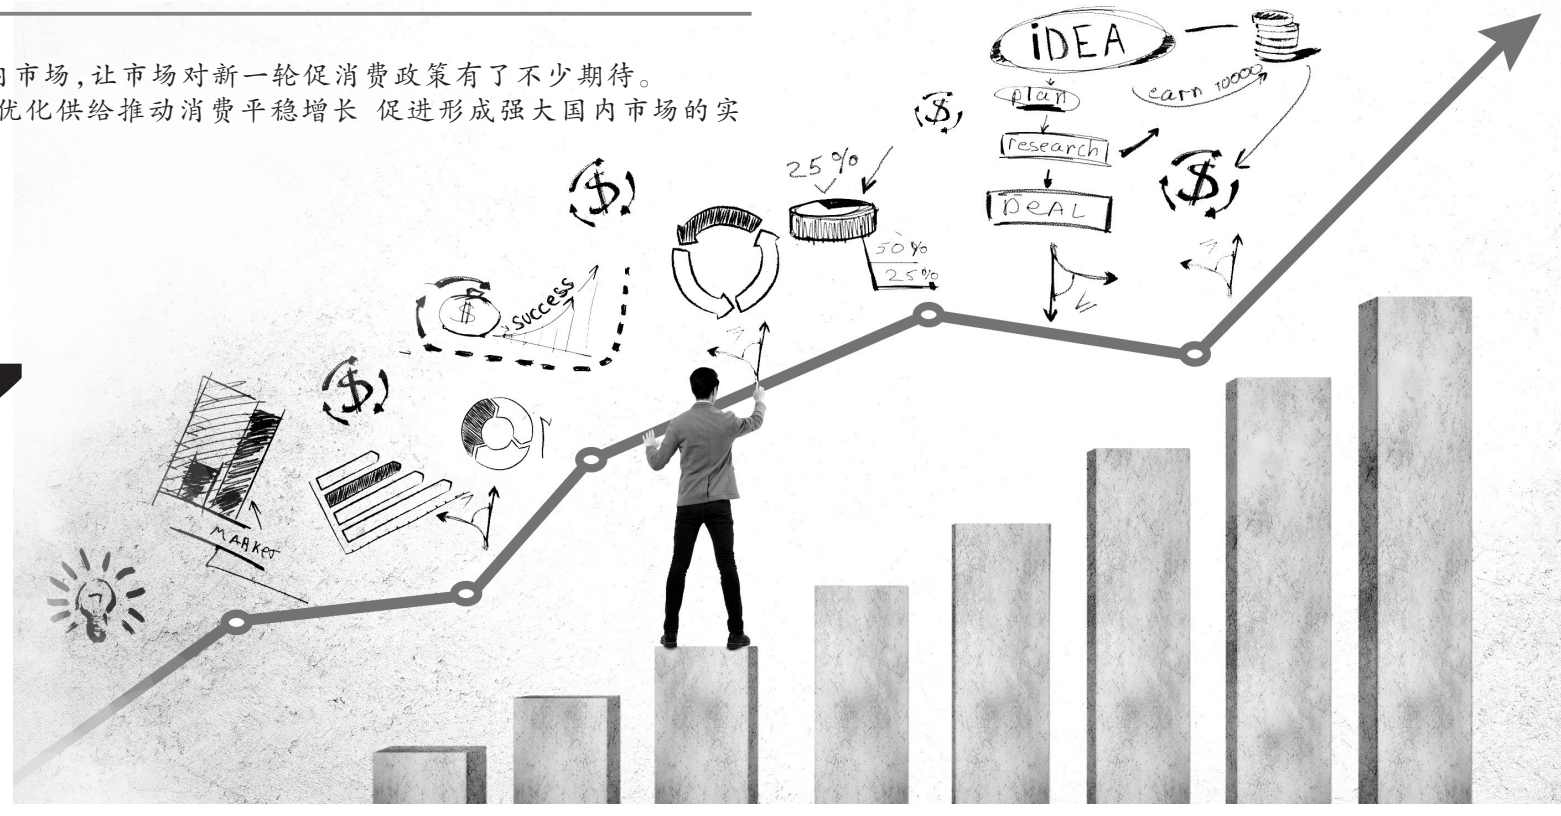 内市场,让市场对新一轮促消费政策有了不少期待。
优化供给推动消费平稳增长 促进形成强大国内市场的实
iDEA
plan
earn 10000
research
DeAL
25%
50%
25%
$
$
$
$
$
SUCCESS
$
MARKET